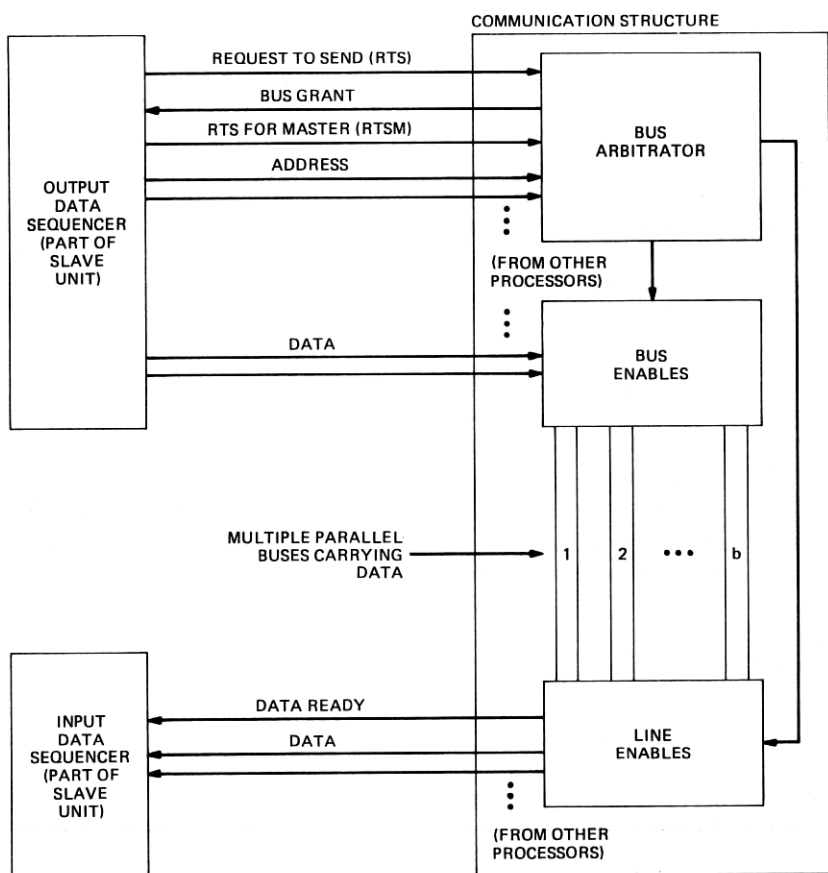 COMMUNICATION STRUCTURE
REQUEST TO SEND (RTS)
BUS GRANT
RTS FOR MASTER (RTSM)
ADDRESS
OUTPUT
DATA
SEQUENCER
(PART OF
SLAVE
UNIT)
BUS
ARBITRATOR
(FROM OTHER
PROCESSORS)
DATA
BUS
ENABLES
MULTIPLE PARALLEL
BUSES CARRYING
DATA
1 2 ••• b
INPUT
DATA
SEQUENCER
(PART OF
SLAVE
UNIT)
DATA READY
DATA
LINE
ENABLES
(FROM OTHER
PROCESSORS)